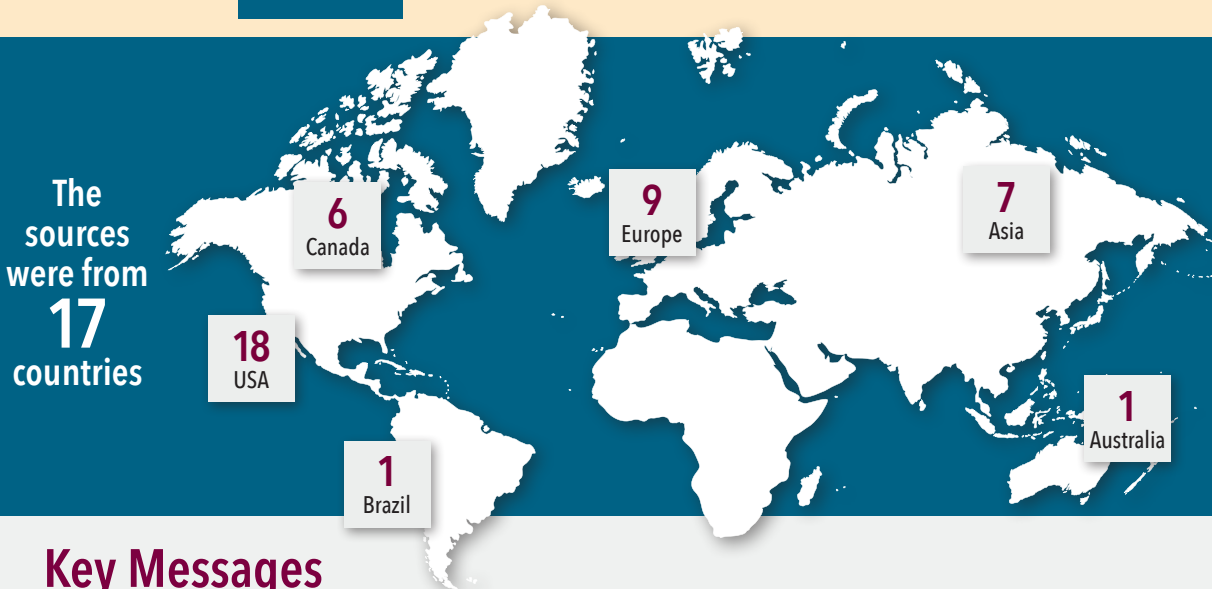 The
sources
were from
17
countries
6
Canada
18
USA
1
Brazil
9
Europe
7
Asia
1
Australia
Key Messages